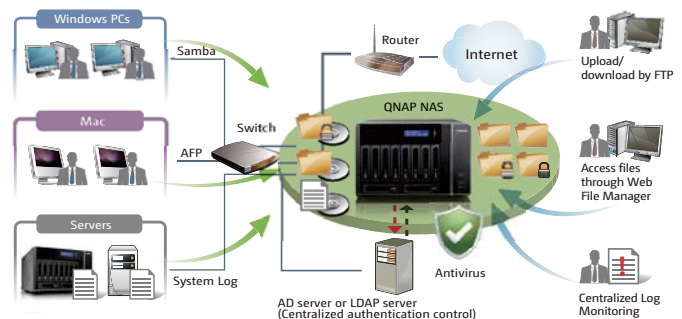 Windows PCs
Samba
Mac
AFP
Servers
System Log
Switch
Router
Internet
QNAP NAS
Antivirus
AD server or LDAP server
(Centralized authentication control)
Upload/
download by FTP
Access files
through Web
File Manager
Centralized Log
Monitoring